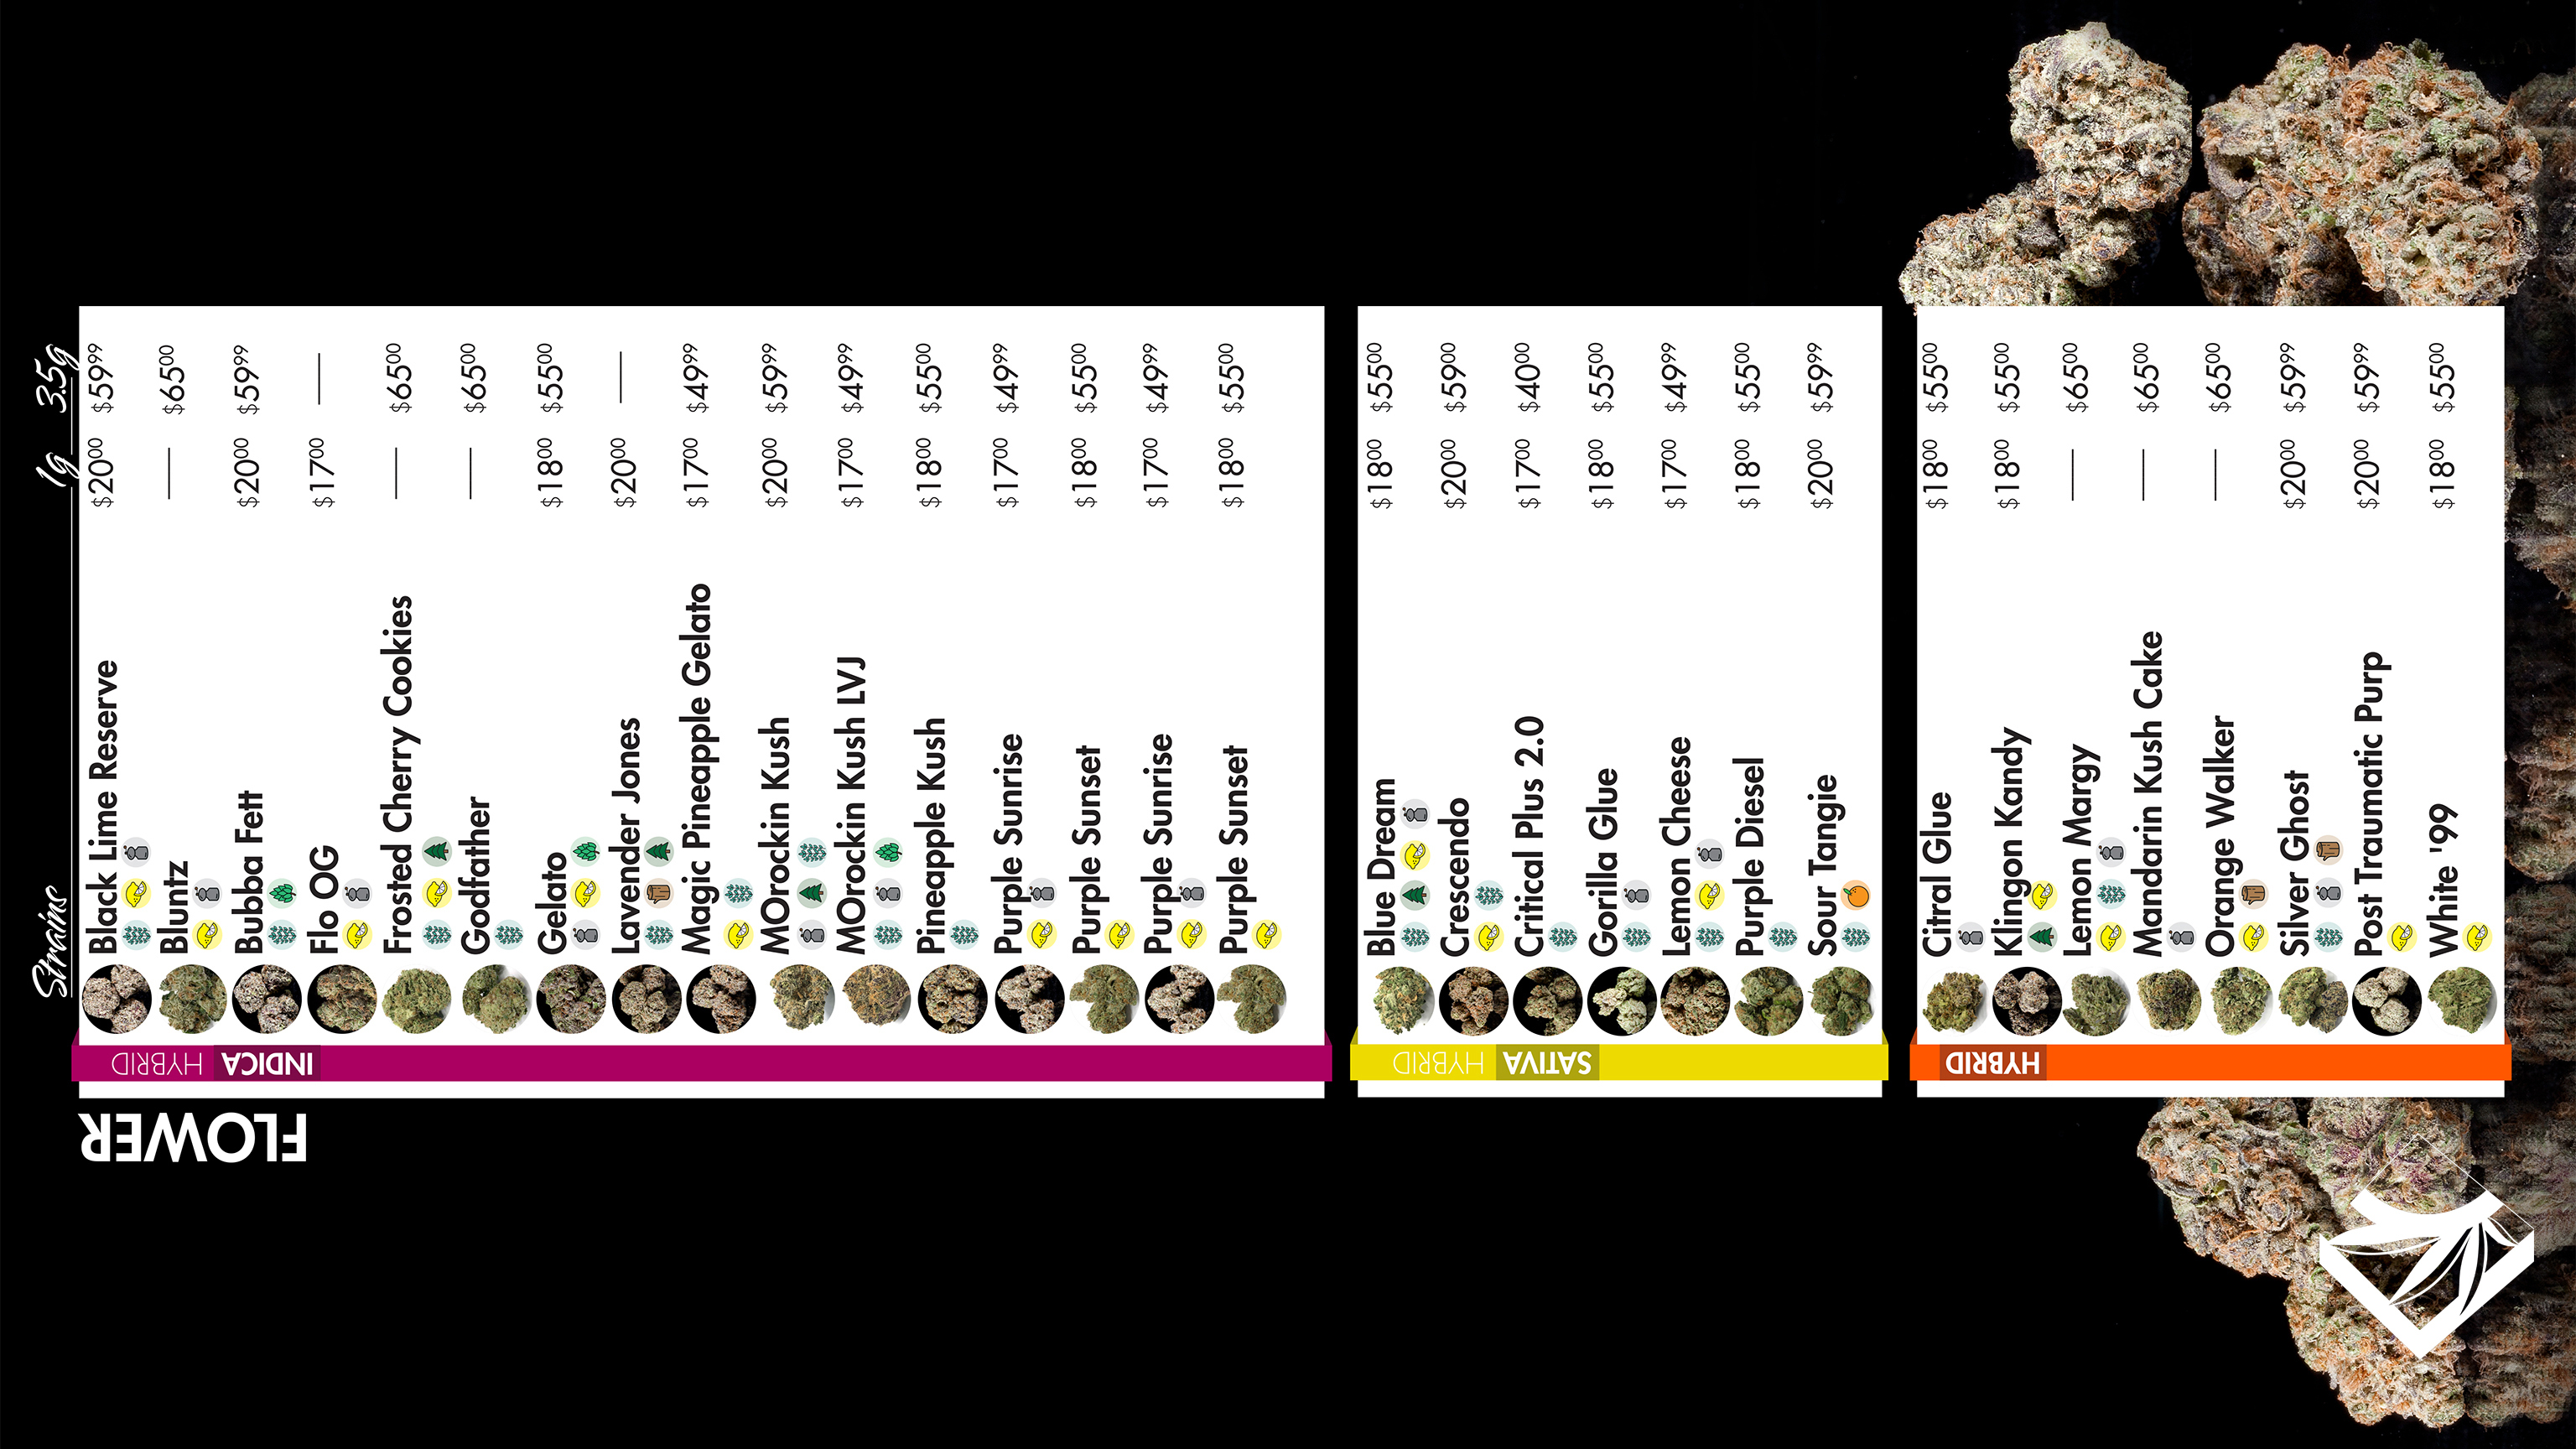 FLOWER
Strains 1g 3.5g
HYBRID INDICA
Black Lime Reserve $20.00 $59.99
Bluntz — $65.00
Bubba Fett $20.00 $59.99
Flo OG $17.00 —
Frosted Cherry Cookies — $65.00
Godfather — $65.00
Gelato $18.00 $55.00
Lavender Jones $20.00 —
Magic Pineapple Gelato $17.00 $49.99
MOrockin Kush $20.00 $59.99
MOrockin Kush LVJ $17.00 $49.99
Pineapple Kush $18.00 $55.00
Purple Sunrise $17.00 $49.99
Purple Sunset $18.00 $55.00
Purple Sunrise $17.00 $49.99
Purple Sunset $18.00 $55.00
HYBRID SATIVA
Blue Dream $18.00 $55.00
Crescendo $20.00 $59.00
Critical Plus 2.0 $17.00 $40.00
Gorilla Glue $18.00 $55.00
Lemon Cheese $17.00 $49.99
Purple Diesel $18.00 $55.00
Sour Tangie $20.00 $59.99
HYBRID
Citral Glue $18.00 $55.00
Klingon Kandy $18.00 $55.00
Lemon Margy — $65.00
Mandarin Kush Cake — $65.00
Orange Walker — $65.00
Silver Ghost $20.00 $59.99
Post Traumatic Purp $20.00 $59.99
White '99 $18.00 $55.00